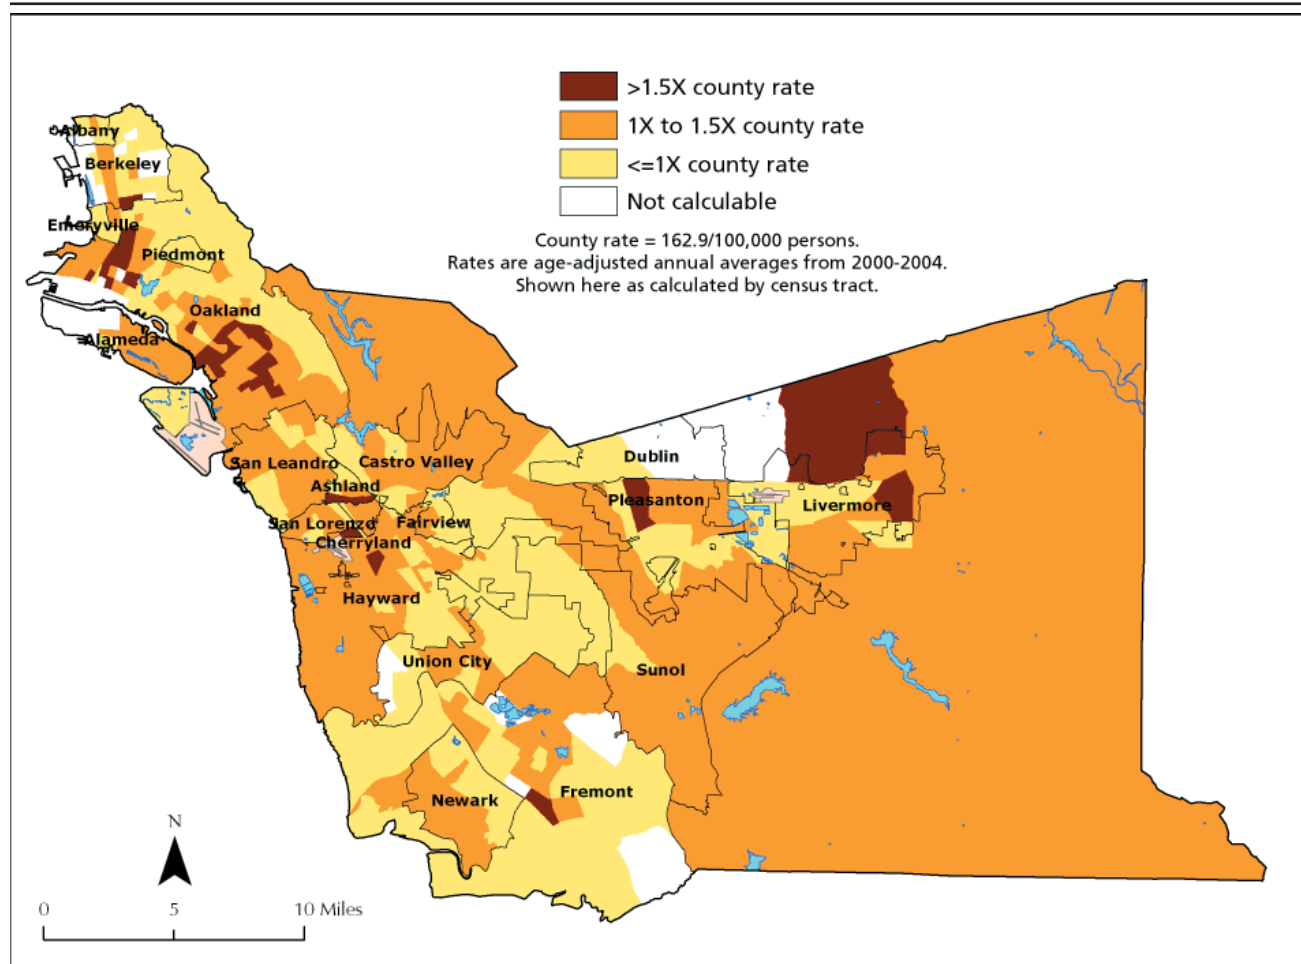 >1.5X county rate
1X to 1.5X county rate
<=1X county rate
Not calculable
County rate = 162.9/100,000 persons.
Rates are age-adjusted annual averages from 2000-2004.
Shown here as calculated by census tract.
Albany
Berkeley
Emeryville
Piedmont
Oakland
Alameda
San Leandro
Castro Valley
Dublin
Ashland
Pleasanton
Livermore
San Lorenzo
Fairview
Cherryland
Hayward
Union City
Sunol
Fremont
Newark
N
0 5 10 Miles